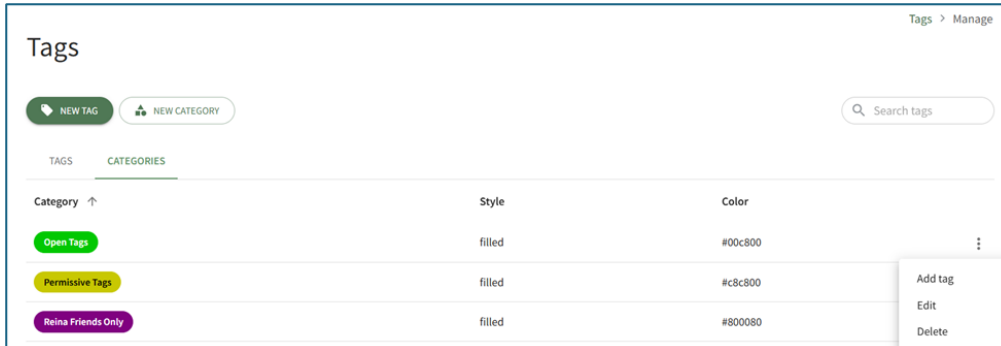 Tags > Manage
Tags
NEW TAG NEW CATEGORY Search tags
TAGS CATEGORIES
Category ↑ Style Color
Open Tags filled #00c800
Permissive Tags filled #c8c800
Add tag
Edit
Reina Friends Only filled #800080
Delete